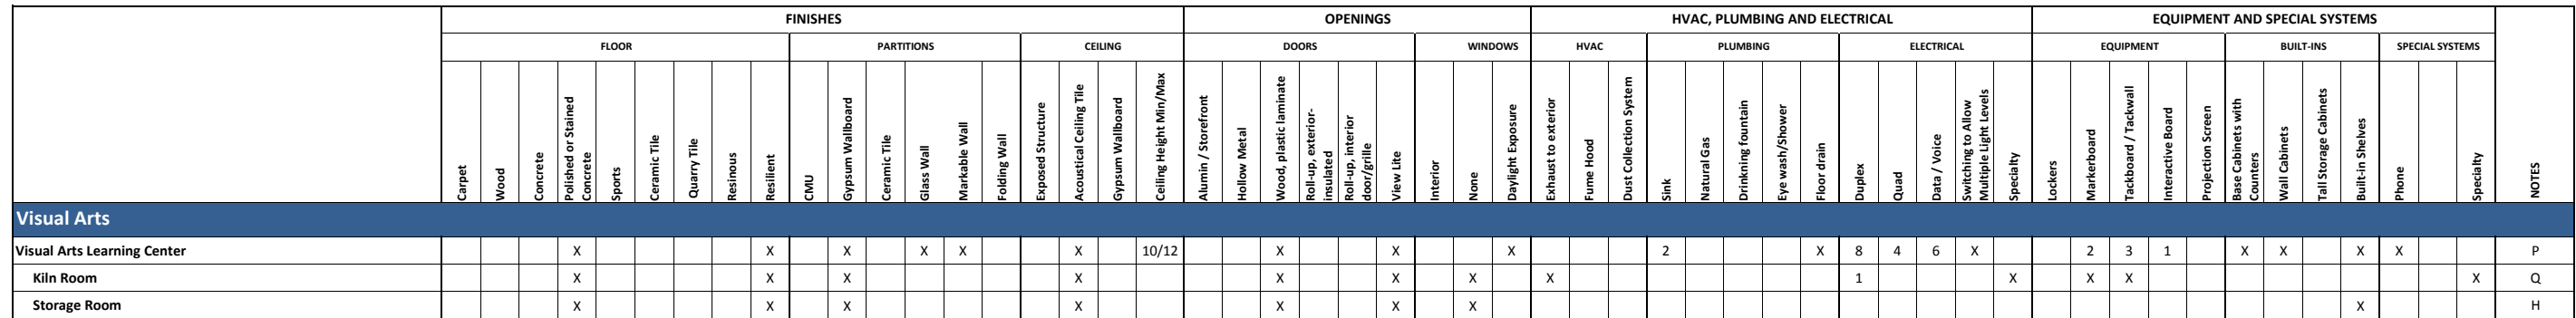 FINISHES OPENINGS HVAC, PLUMBING AND ELECTRICAL EQUIPMENT AND SPECIAL SYSTEMS
FLOOR PARTITIONS CEILING DOORS WINDOWS HVAC PLUMBING ELECTRICAL EQUIPMENT BUILT-INS SPECIAL SYSTEMS
Carpet
Wood
Concrete
Polished or Stained
Concrete
Sports
Ceramic Tile
Quarry Tile
Resinous
Resilient
CMU
Gypsum Wallboard
Ceramic Tile
Glass Wall
Markable Wall
Folding Wall
Exposed Structure
Acoustical Ceiling Tile
Gypsum Wallboard
Ceiling Height Min/Max
Alumin / Storefront
Hollow Metal
Wood, plastic laminate
Roll-up, exterior-
insulated
Roll-up, interior
door/grille
View Lite
Interior
None
Daylight Exposure
Exhaust to exterior
Fume Hood
Dust Collection System
Sink
Natural Gas
Drinking fountain
Eye wash/Shower
Floor drain
Duplex
Quad
Data / Voice
Switching to Allow
Multiple Light Levels
Specialty
Lockers
Markerboard
Tackboard / Tackwall
Interactive Board
Projection Screen
Base Cabinets with
Counters
Wall Cabinets
Tall Storage Cabinets
Built-in Shelves
Phone
Specialty
NOTES
Visual Arts
Visual Arts Learning Center X X X X X X 10/12 X X X 2 X 8 4 6 X 2 3 1 X X X X P
Kiln Room X X X X X X X X 1 X X X X Q
Storage Room X X X X X X X X H